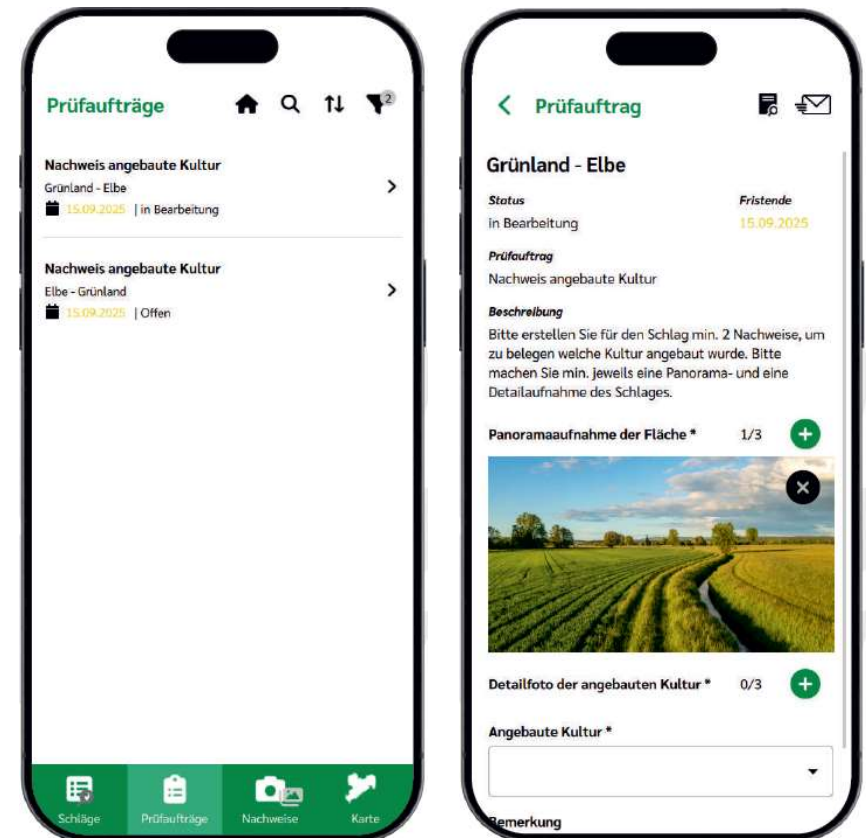 Prüfaufträge
2
Nachweis angebaute Kultur
Grünland - Elbe
15.09.2025 | in Bearbeitung
Nachweis angebaute Kultur
Elbe - Grünland
15.09.2025 | Offen
Schläge
Prüfaufträge
Nachweise
Karte
Prüfauftrag
Grünland - Elbe
Status Fristende
in Bearbeitung 15.09.2025
Prüfauftrag
Nachweis angebaute Kultur
Beschreibung
Bitte erstellen Sie für den Schlag min. 2 Nachweise, um
zu belegen welche Kultur angebaut wurde. Bitte
machen Sie min. jeweils eine Panorama- und eine
Detailaufnahme des Schlages.
Panoramaaufnahme der Fläche * 1/3
Detailfoto der angebauten Kultur * 0/3
Angebaute Kultur *
Bemerkung